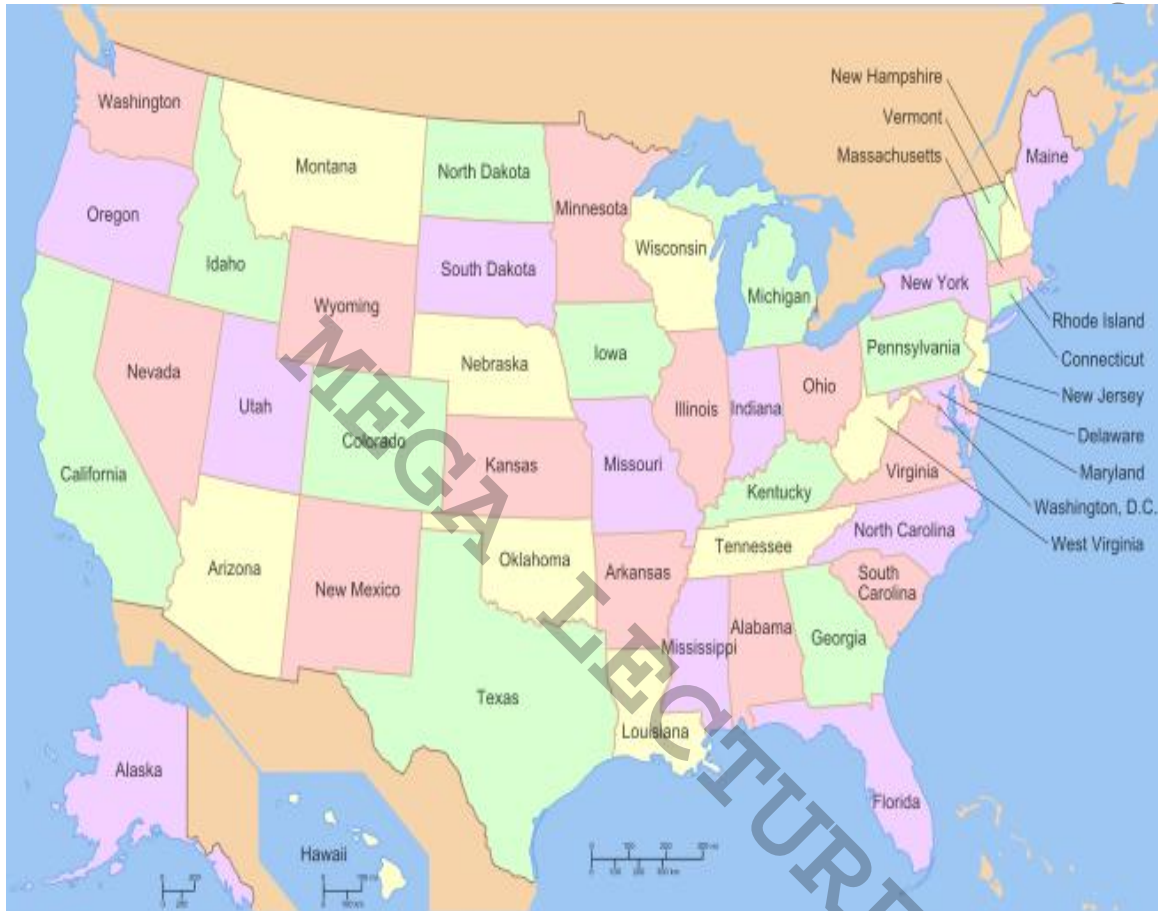 New Hampshire
Vermont
Massachusetts
Washington
Montana
North Dakota
Minnesota
Maine
Oregon
Idaho
Wyoming
South Dakota
Wisconsin
Michigan
New York
Rhode Island
Connecticut
New Jersey
Delaware
Maryland
Washington, D.C.
West Virginia
Nevada
Utah
Colorado
Nebraska
Iowa
Illinois
Indiana
Ohio
Pennsylvania
California
Kansas
Missouri
Kentucky
Virginia
Arizona
New Mexico
Oklahoma
Arkansas
Tennessee
North Carolina
South
Carolina
Texas
Louisiana
Mississippi
Alabama
Georgia
Florida
Alaska
Hawaii
MEGA LECTURE